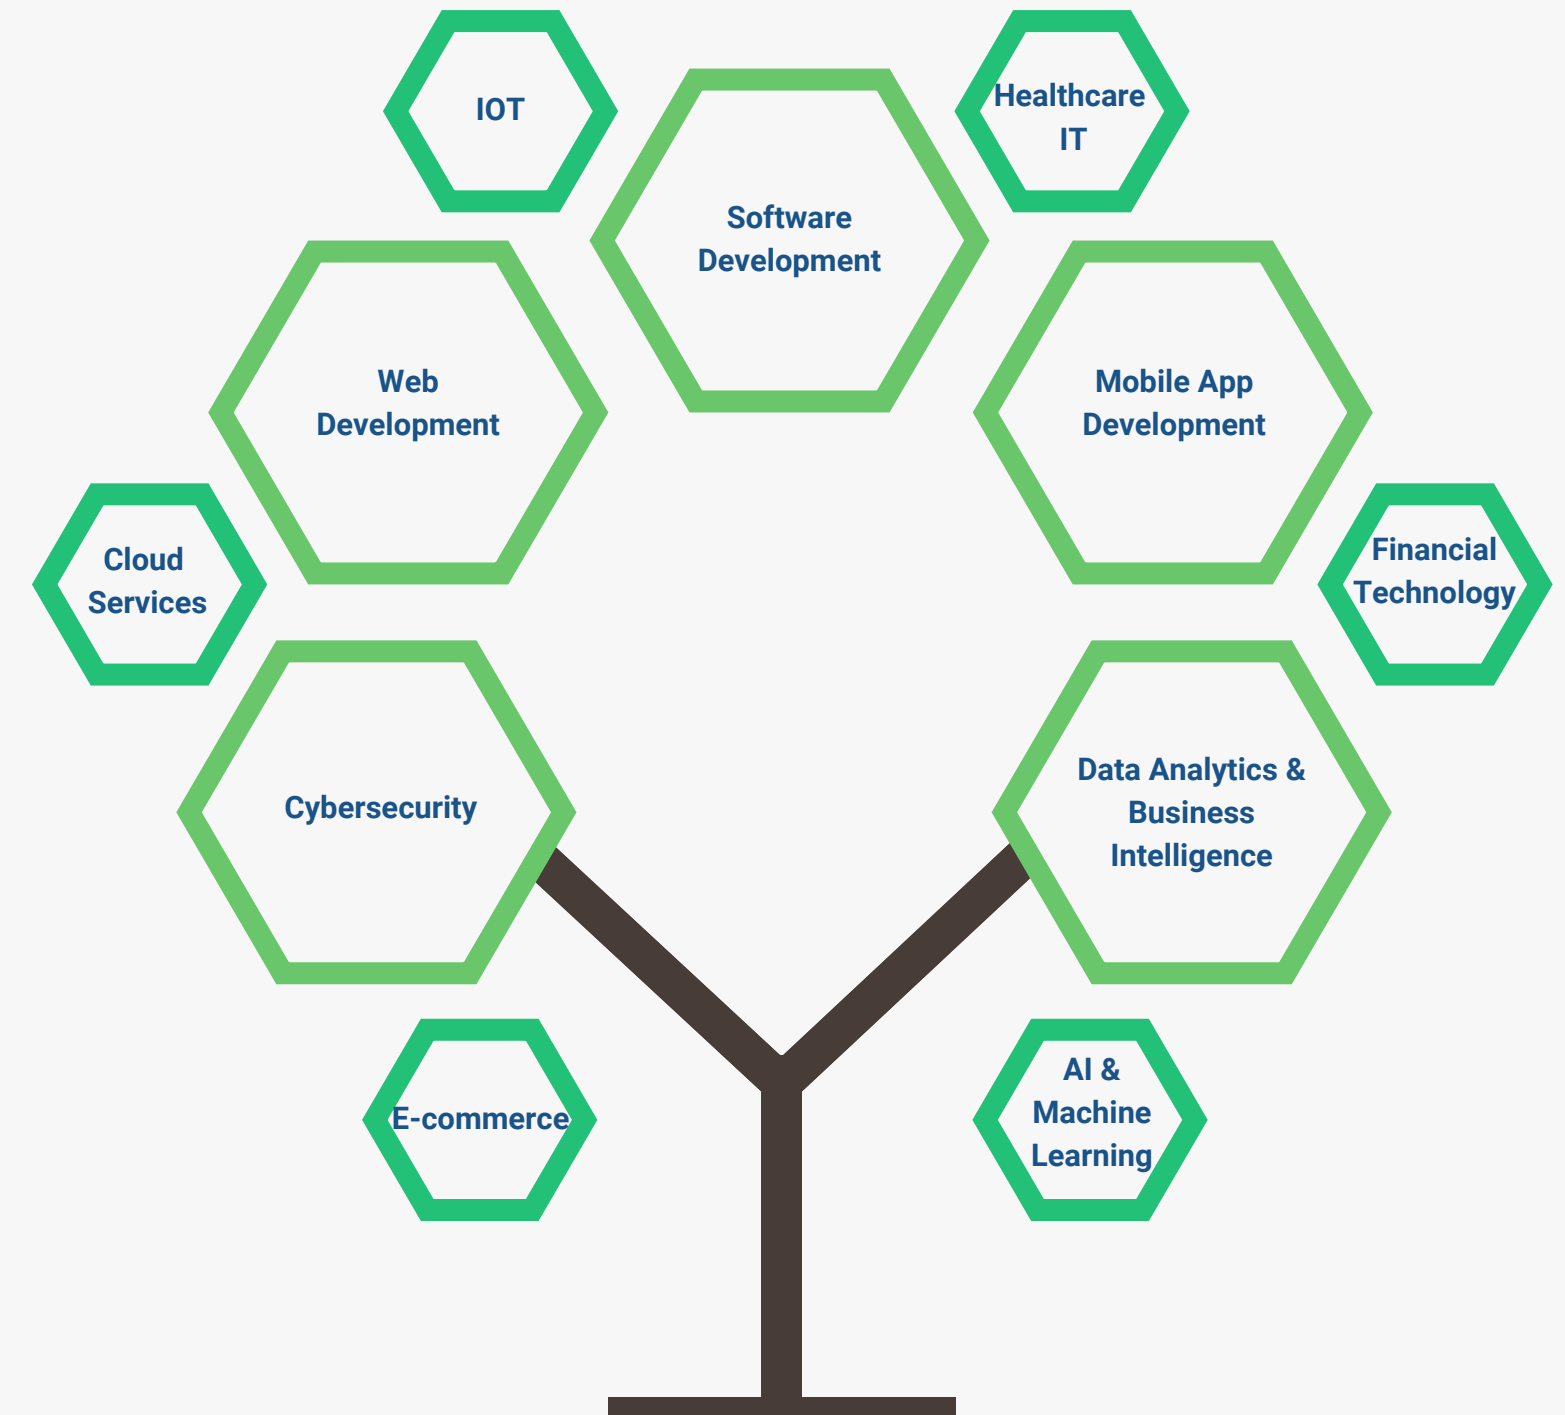 IOT
Healthcare
IT
Software
Development
Web
Development
Mobile App
Development
Cloud
Services
Financial
Technology
Cybersecurity
Data Analytics &
Business
Intelligence
E-commerce
AI &
Machine
Learning